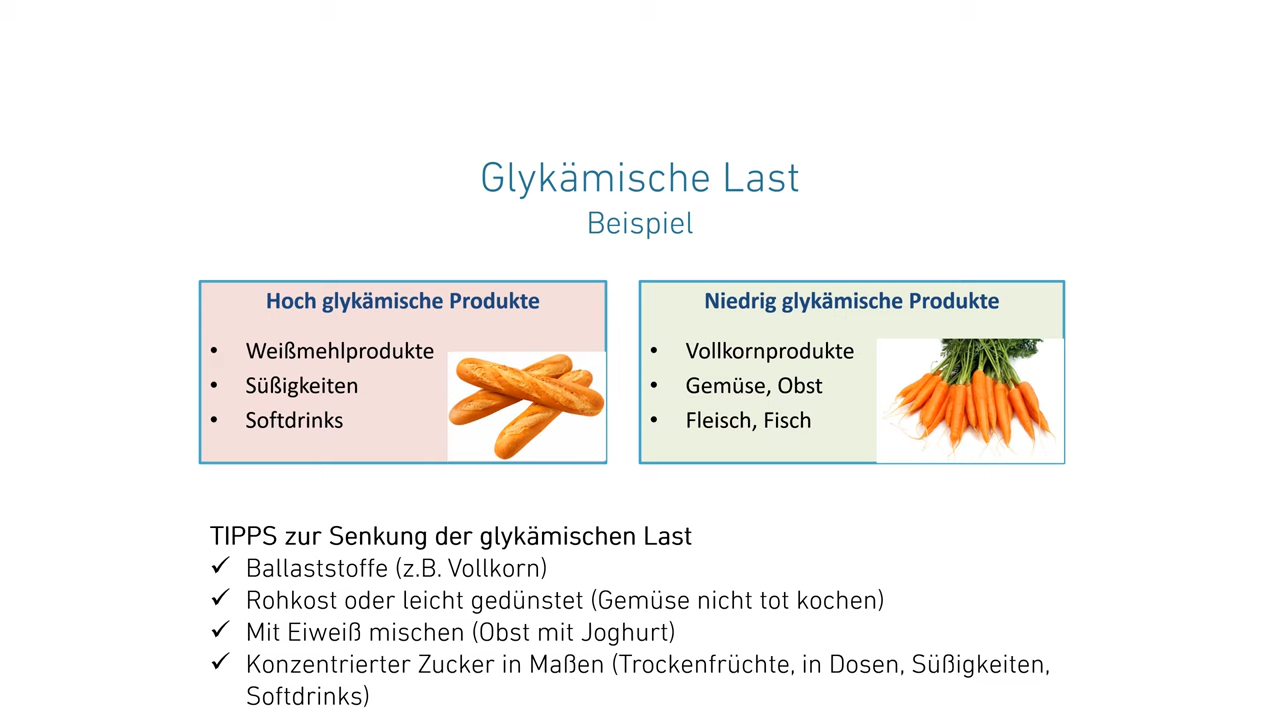 Glykämische Last
Beispiel
Hoch glykämische Produkte
• Weißmehlprodukte
• Süßigkeiten
• Softdrinks
Niedrig glykämische Produkte
• Vollkornprodukte
• Gemüse, Obst
• Fleisch, Fisch
TIPPS zur Senkung der glykämischen Last
✓ Ballaststoffe (z.B. Vollkorn)
✓ Rohkost oder leicht gedünstet (Gemüse nicht tot kochen)
✓ Mit Eiweiß mischen (Obst mit Joghurt)
✓ Konzentrierter Zucker in Maßen (Trockenfrüchte, in Dosen, Süßigkeiten,
Softdrinks)